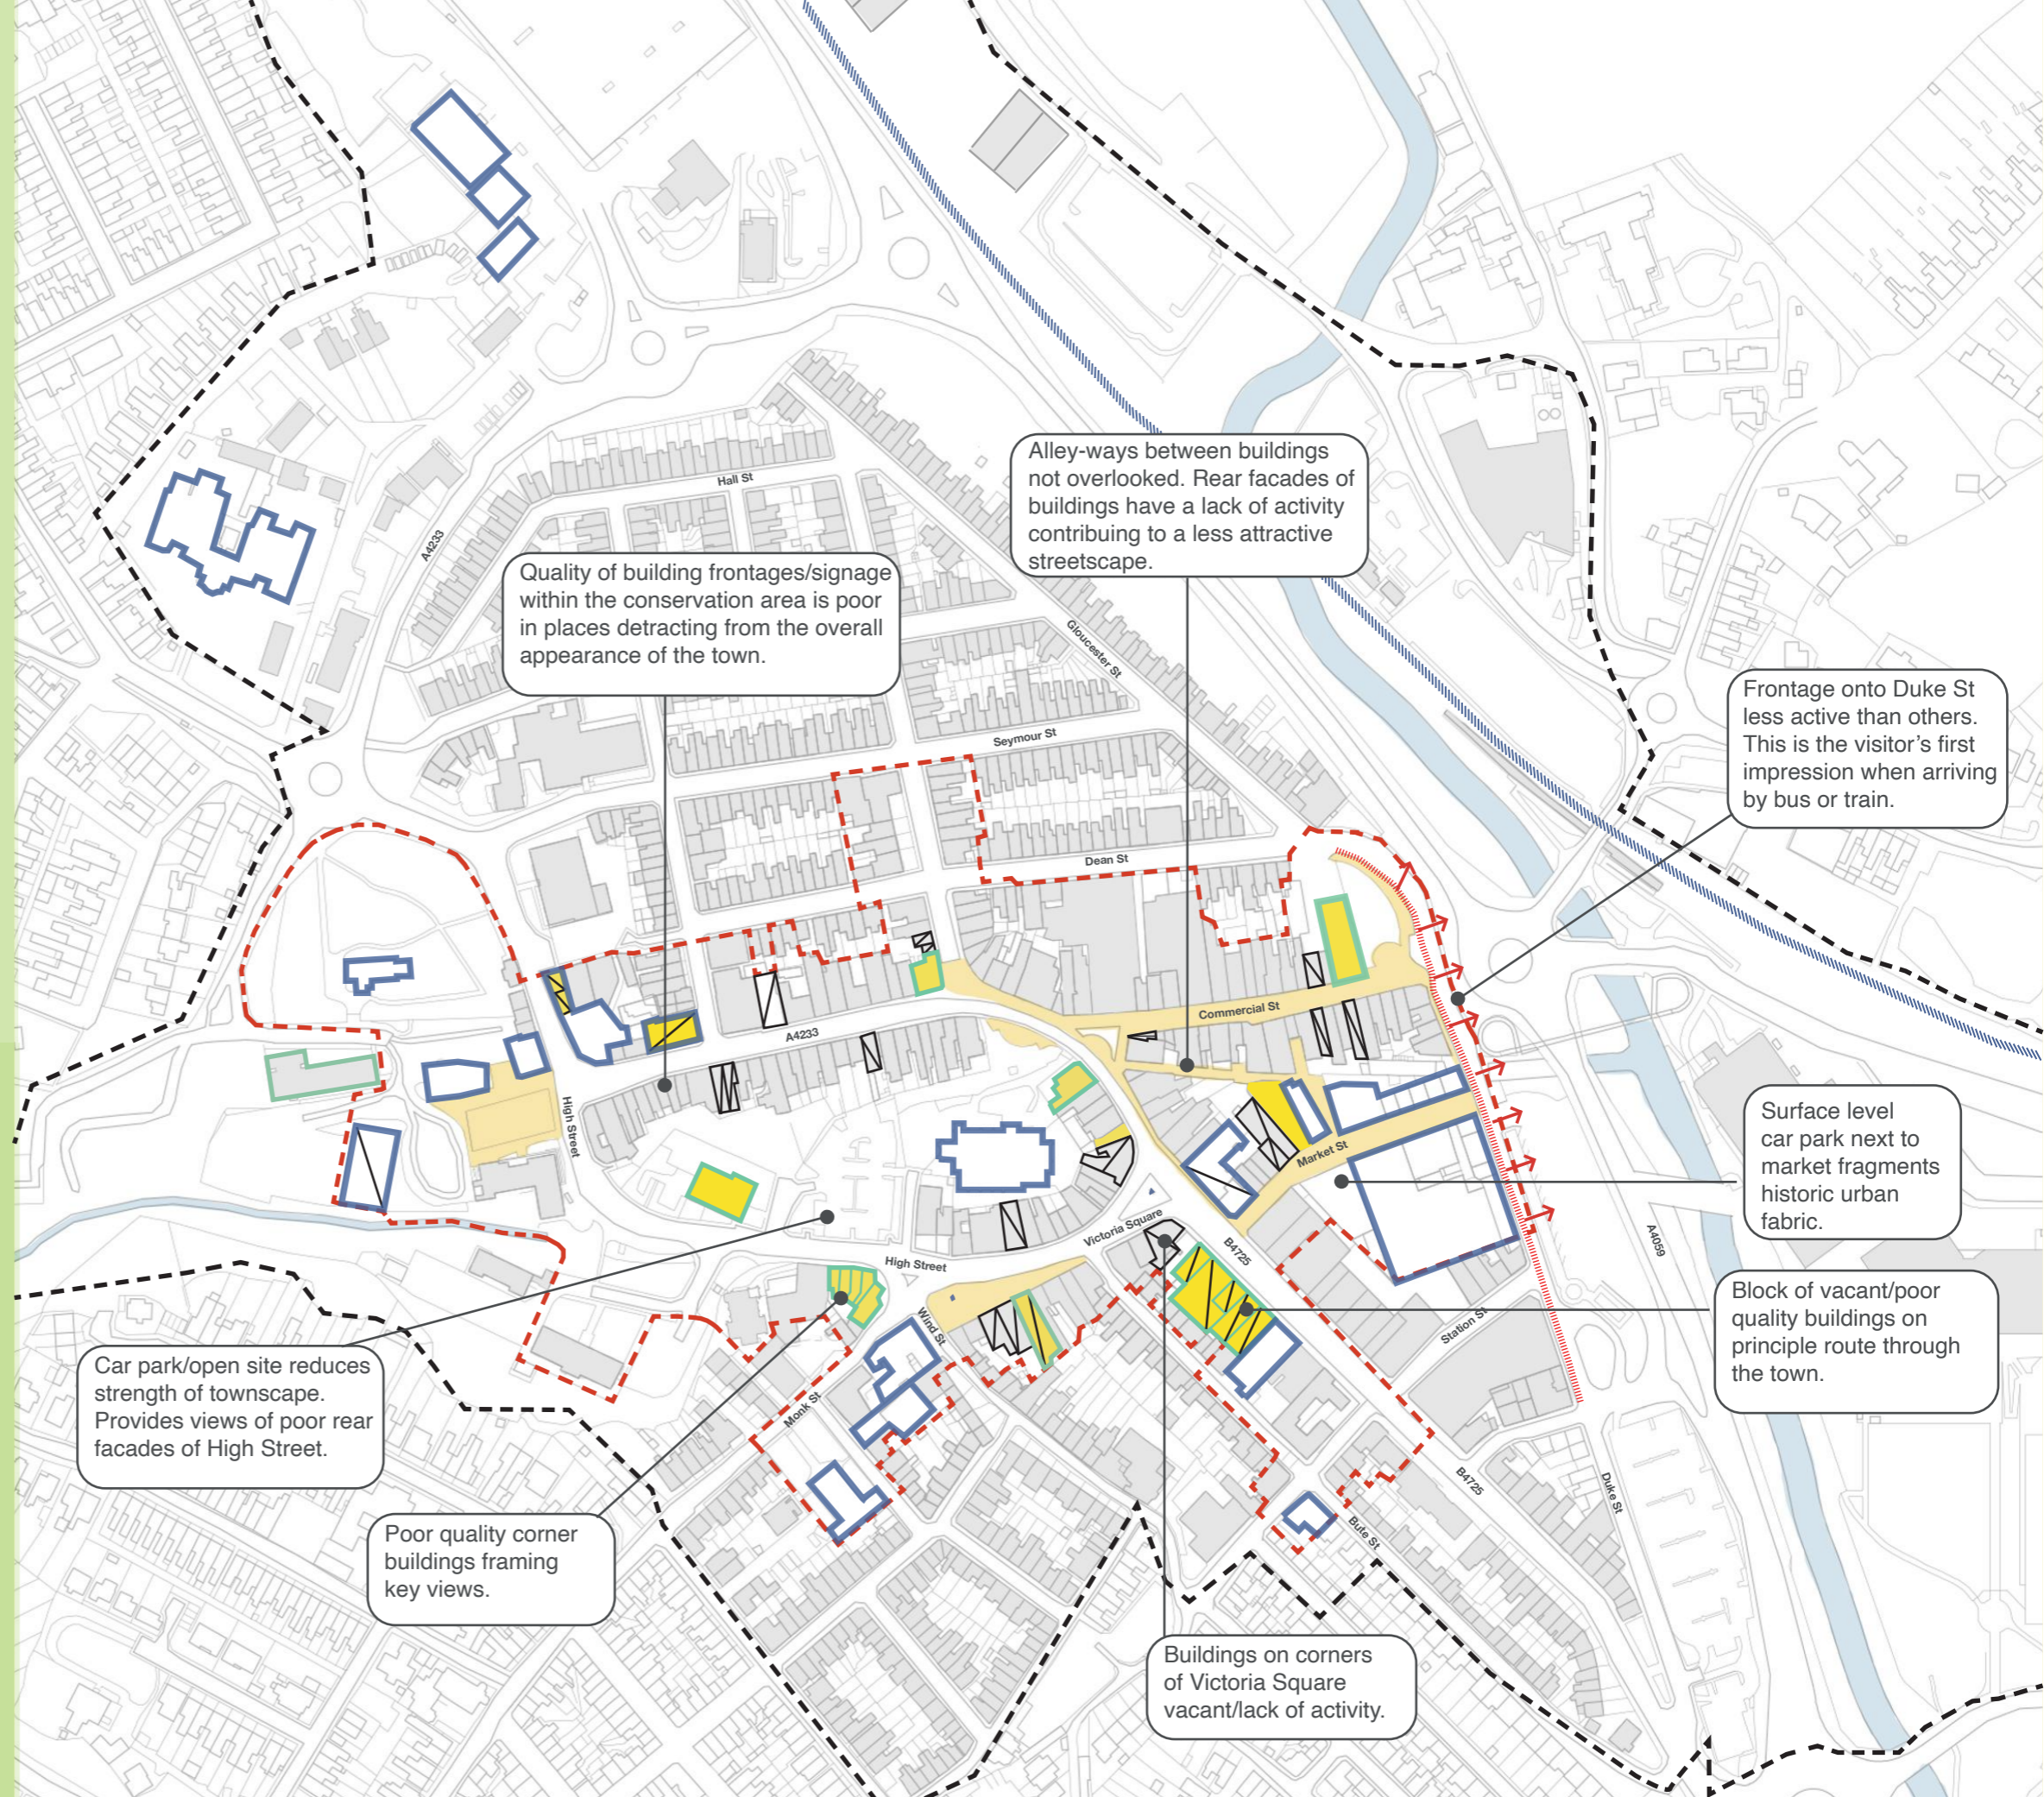 Hall St
Alley-ways between buildings
not overlooked. Rear facades of
buildings have a lack of activity
contribuing to a less attractive
streetscape.
A4233
Quality of building frontages/signage
within the conservation area is poor
in places detracting from the overall
appearance of the town.
Gloucester St
Frontage onto Duke St
less active than others.
This is the visitor's first
impression when arriving
by bus or train.
Seymour St
Dean St
Commercial St
A4233
High Street
Market St
Surface level
car park next to
market fragments
historic urban
fabric.
Victoria Square
B4725
A4059
High Street
Wind St
Station St
Block of vacant/poor
quality buildings on
principle route through
the town.
Car park/open site reduces
strength of townscape.
Provides views of poor rear
facades of High Street.
Monk St
B4725
Duke St
Bute St
Poor quality corner
buildings framing
key views.
Buildings on corners
of Victoria Square
vacant/lack of activity.